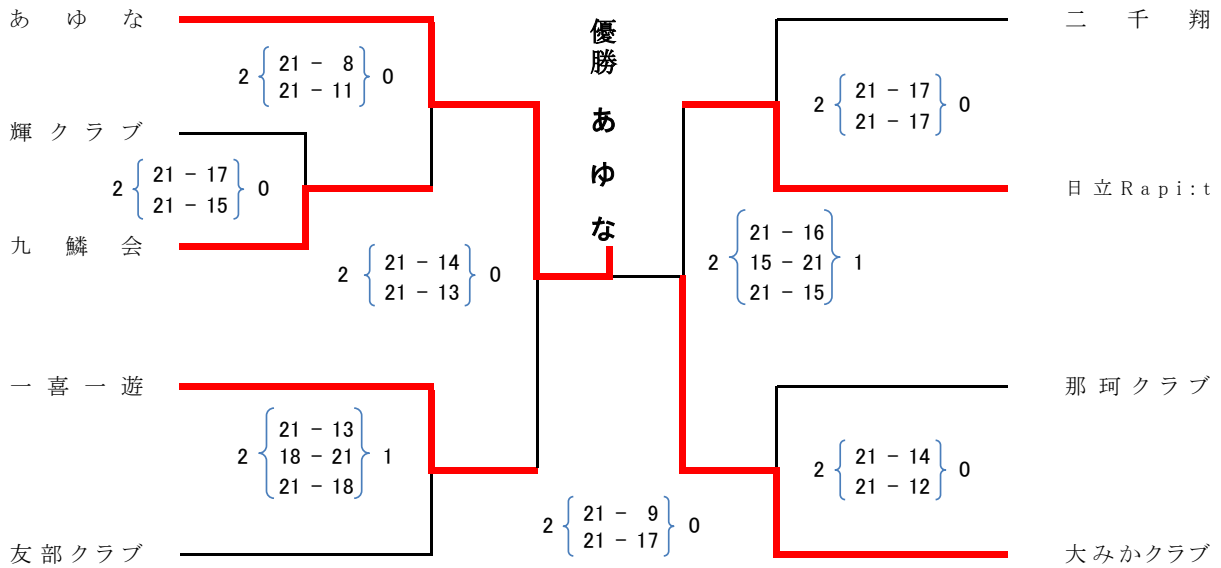 あゆな
2 21 - 8 0
21 - 11
輝クラブ
2 21 - 17 0
21 - 15
九鱗会
2 21 - 14 0
21 - 13
一喜一遊
2 21 - 13 1
18 - 21
21 - 18
友部クラブ
優勝 あゆな
2 21 - 9 0
21 - 17
二千翔
2 21 - 17 0
21 - 17
日立Rapi:t
2 21 - 16 1
15 - 21
21 - 15
那珂クラブ
2 21 - 14 0
21 - 12
大みかクラブ